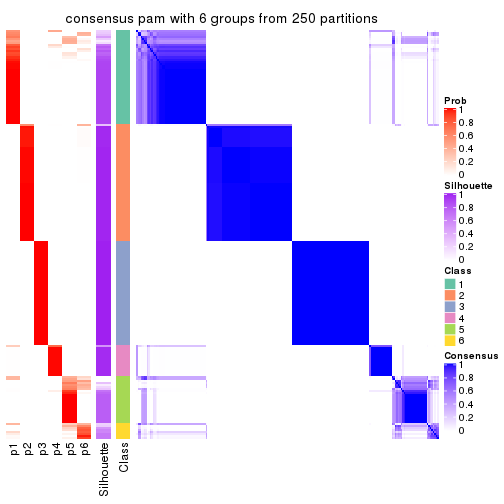 consensus pam with 6 groups from 250 partitions
Prob
1
0.8
0.6
0.4
0.2
0
Silhouette
1
0.8
0.6
0.4
0.2
0
Class
1
2
3
4
5
6
Consensus
1
0.8
0.6
0.4
0.2
0
p1
p2
p3
p4
p5
p6
Silhouette
Class